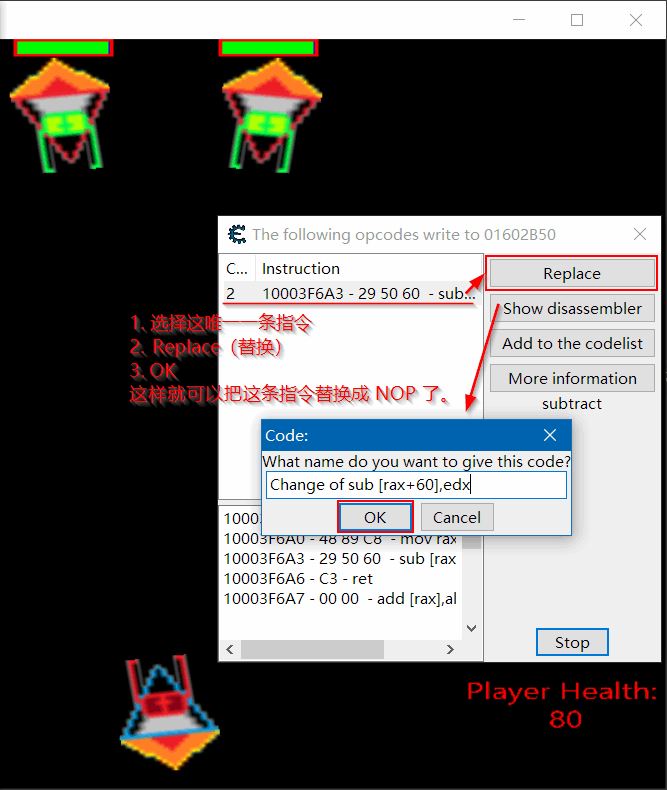 The following opcodes write to 01602B50
C... Instruction
2 10003F6A3 - 29 50 60 - sub...
Replace
Show disassembler
Add to the codelist
More information
subtract
1. 选择这唯一一条指令
2. Replace（替换）
3. OK
这样就可以把这条指令替换成 NOP 了。
Code:
What name do you want to give this code?
Change of sub [rax+60],edx
OK
Cancel
1000
10003F6A0 - 48 89 C8 - mov rax
10003F6A3 - 29 50 60 - sub [rax
10003F6A6 - C3 - ret
10003F6A7 - 00 00 - add [rax],al
Stop
Player Health:
80